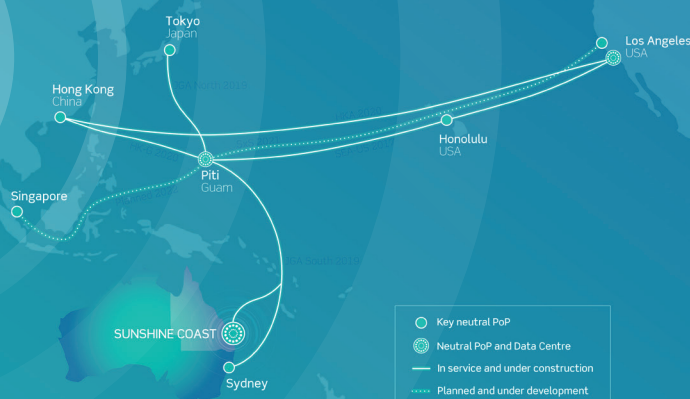 Tokyo
Japan
Hong Kong
China
Los Angeles
USA
Honolulu
USA
Piti
Guam
Singapore
SUNSHINE COAST
Sydney
Key neutral PoP
Neutral PoP and Data Centre
In service and under construction
Planned and under development